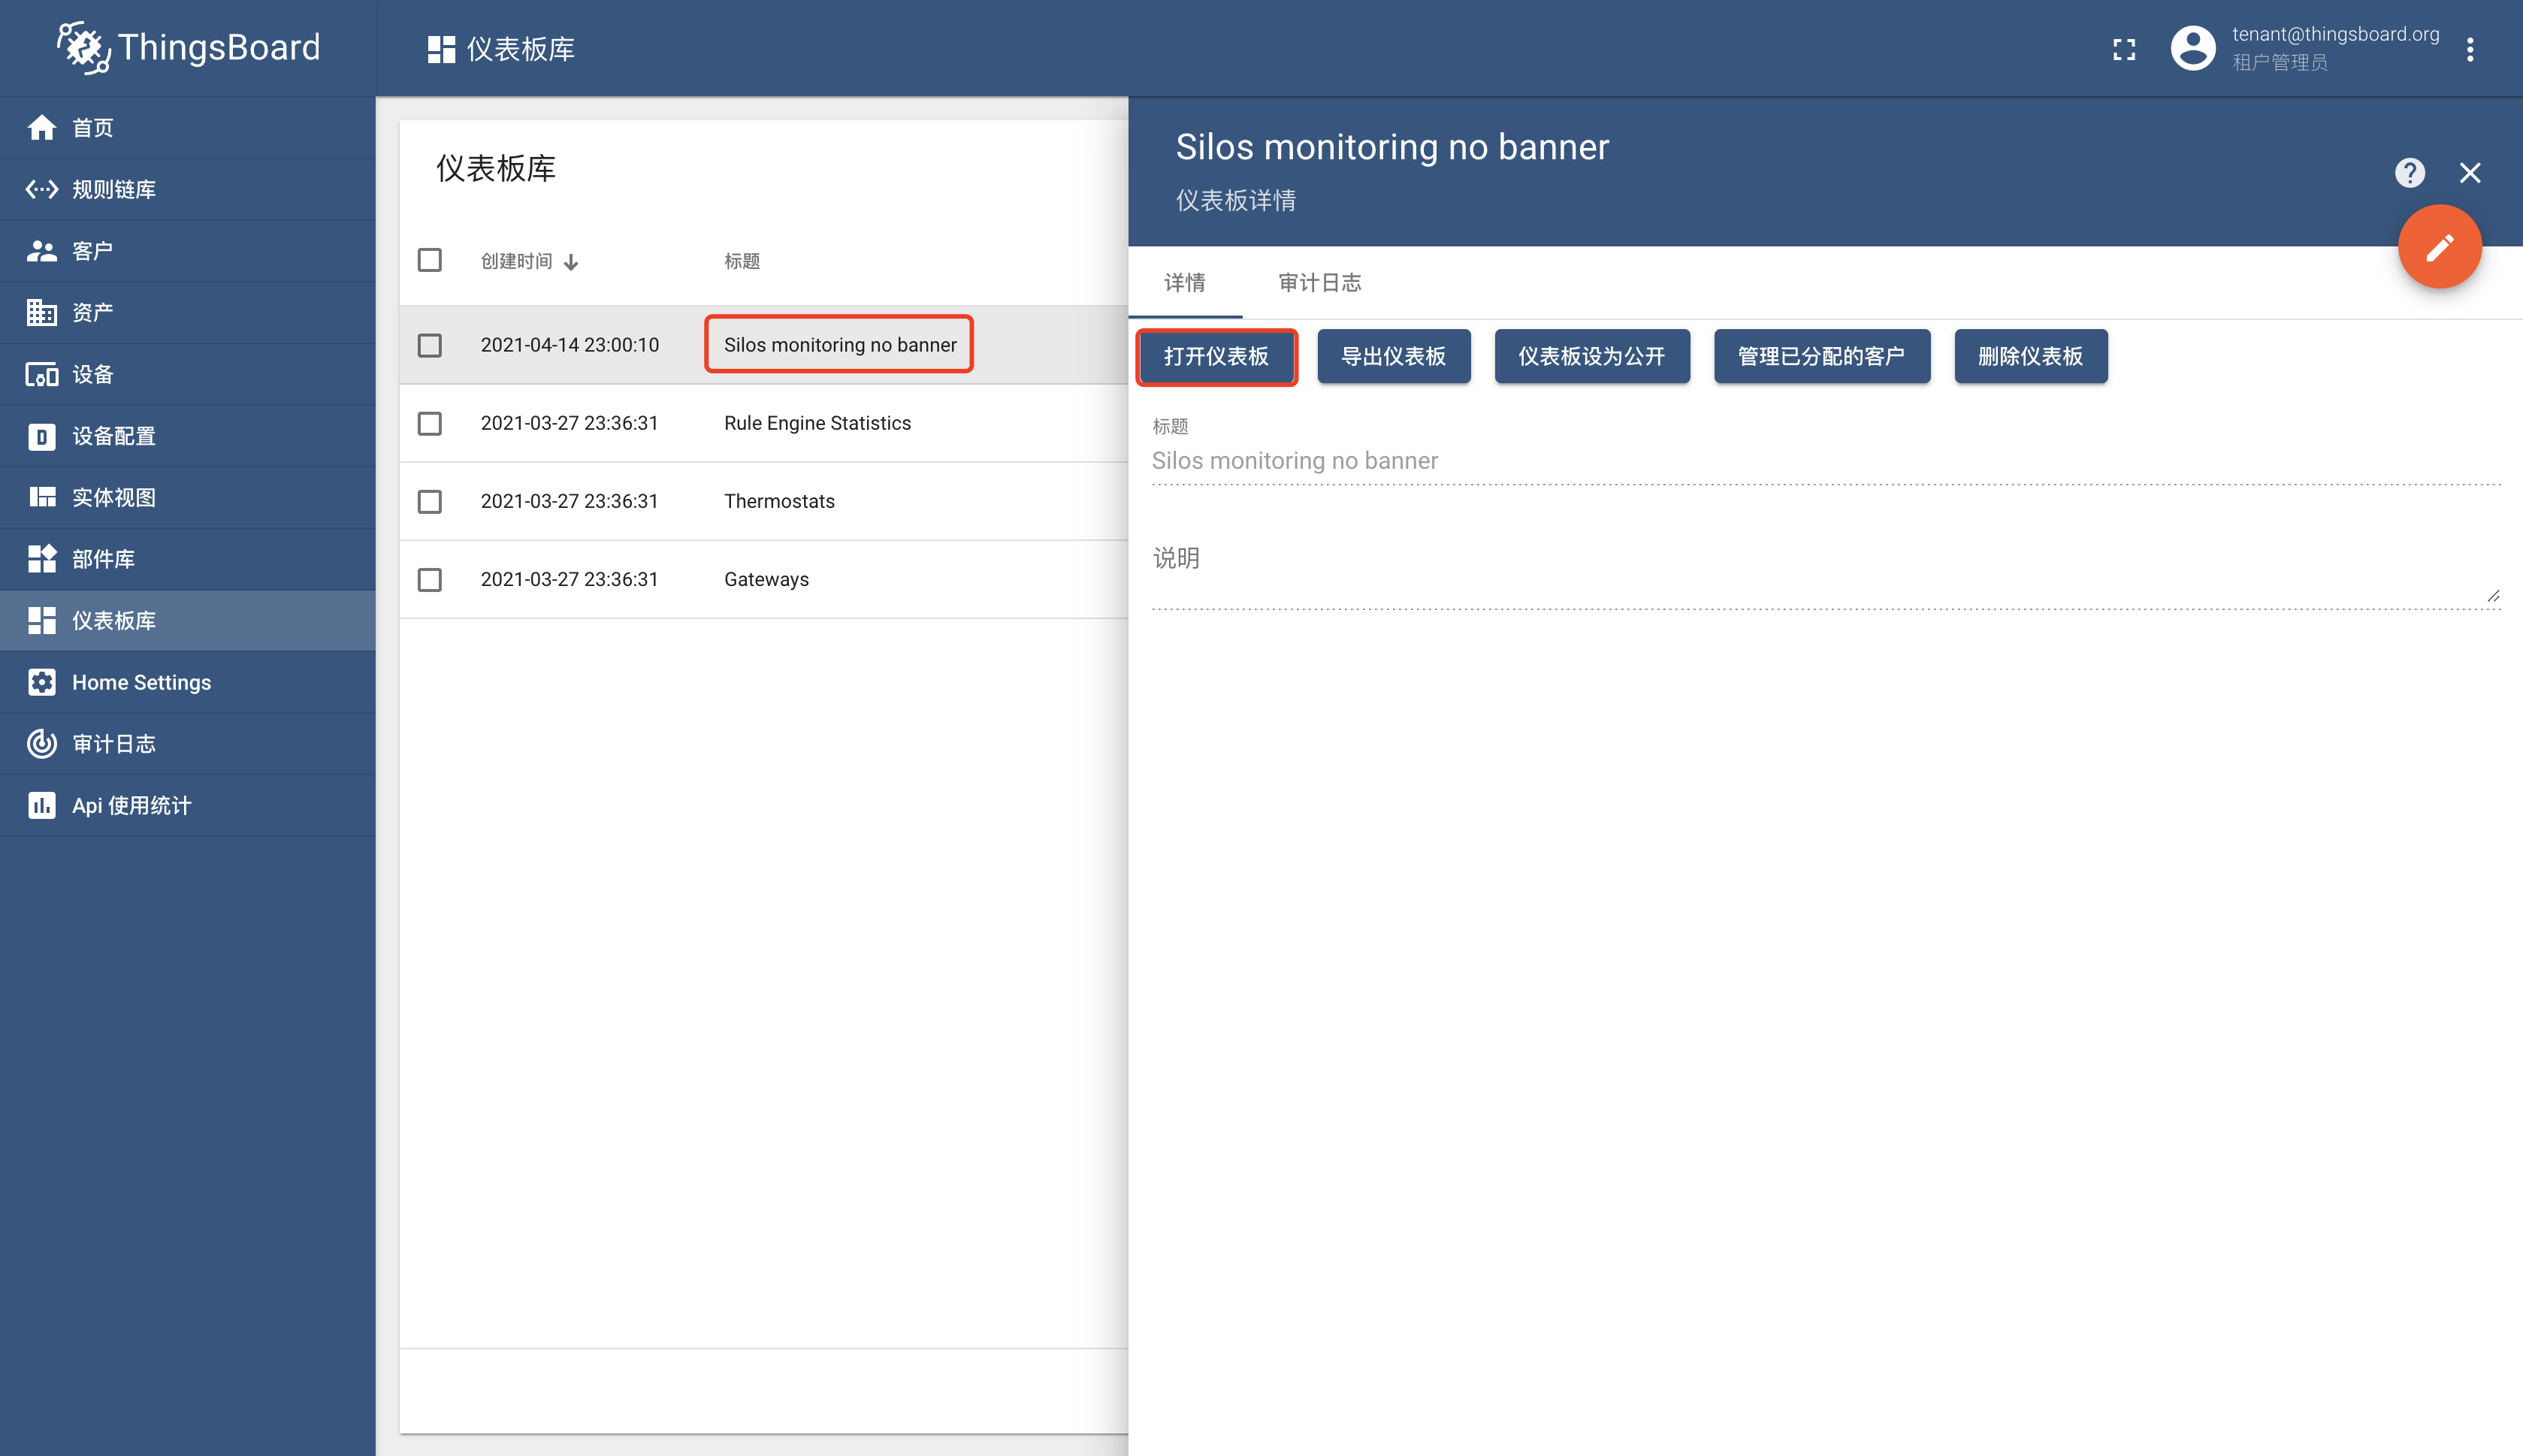 ThingsBoard
仪表板库
tenant@thingsboard.org
租户管理员
首页
规则链库
客户
资产
设备
设备配置
实体视图
部件库
仪表板库
Home Settings
审计日志
Api 使用统计
仪表板库
创建时间 标题
2021-04-14 23:00:10 Silos monitoring no banner
2021-03-27 23:36:31 Rule Engine Statistics
2021-03-27 23:36:31 Thermostats
2021-03-27 23:36:31 Gateways
Silos monitoring no banner
仪表板详情
详情 审计日志
打开仪表板 导出仪表板 仪表板设为公开 管理已分配的客户 删除仪表板
标题
Silos monitoring no banner
说明